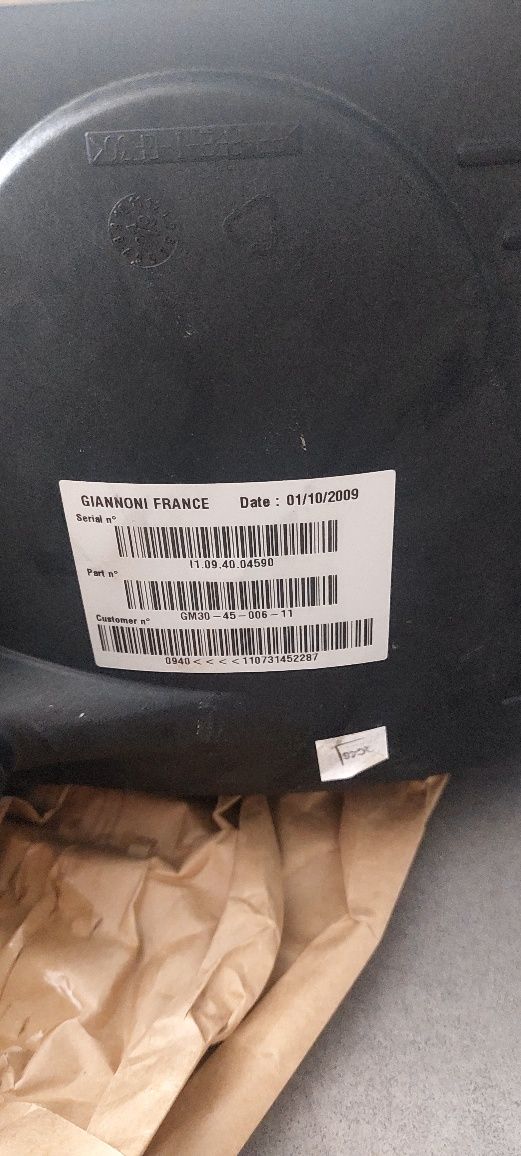 GIANNONI FRANCE Date : 01/10/2009
Serial n°
I1.09.40.04590
Part n°
GM30-45-006-11
Customer n°
0940<<<<110731452287